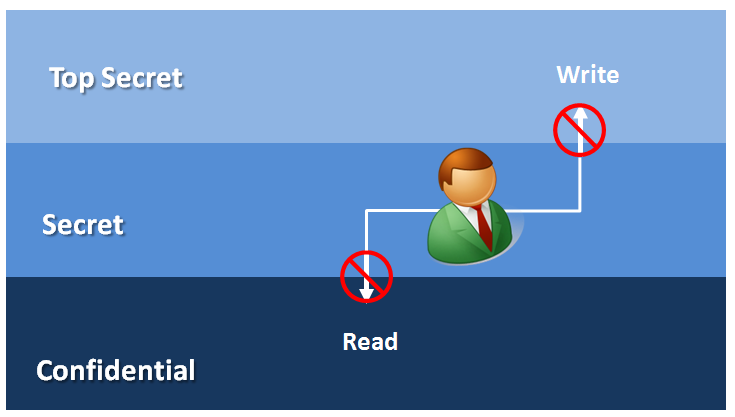 Top Secret
Write
Secret
Read
Confidential